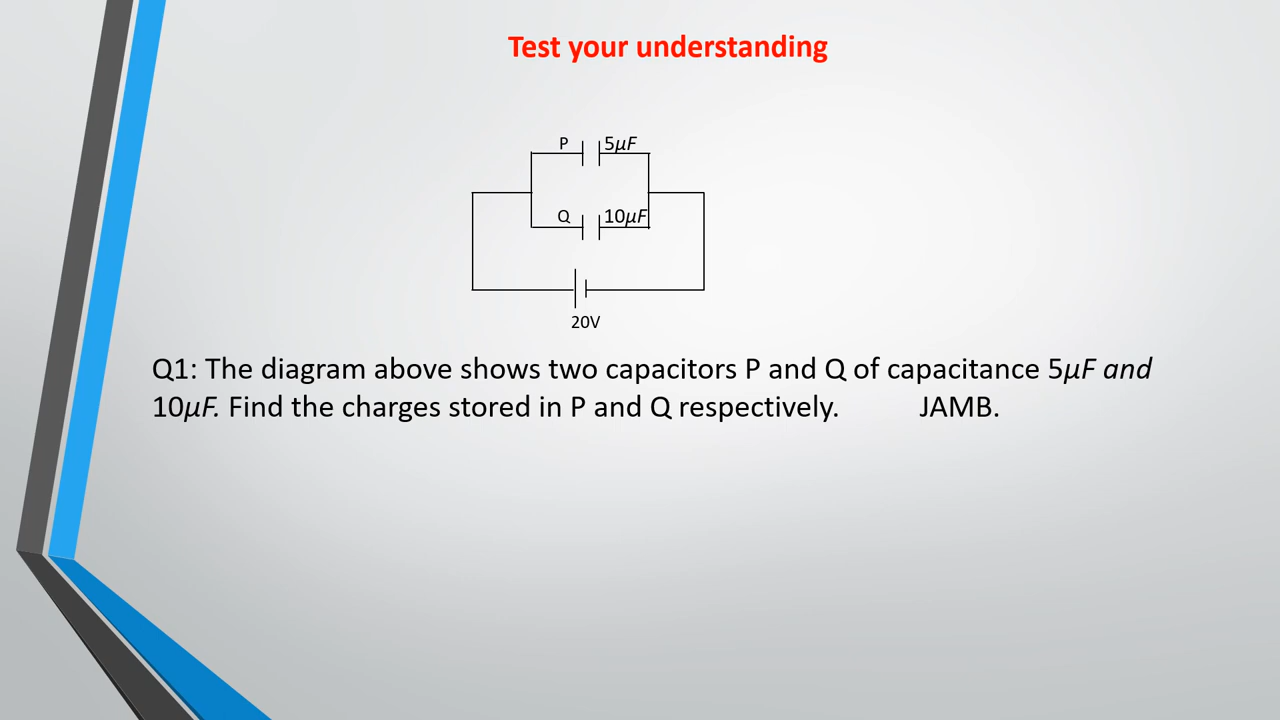 Test your understanding
P 5μF
Q 10μF
20V
Q1: The diagram above shows two capacitors P and Q of capacitance 5μF and
10μF. Find the charges stored in P and Q respectively. JAMB.